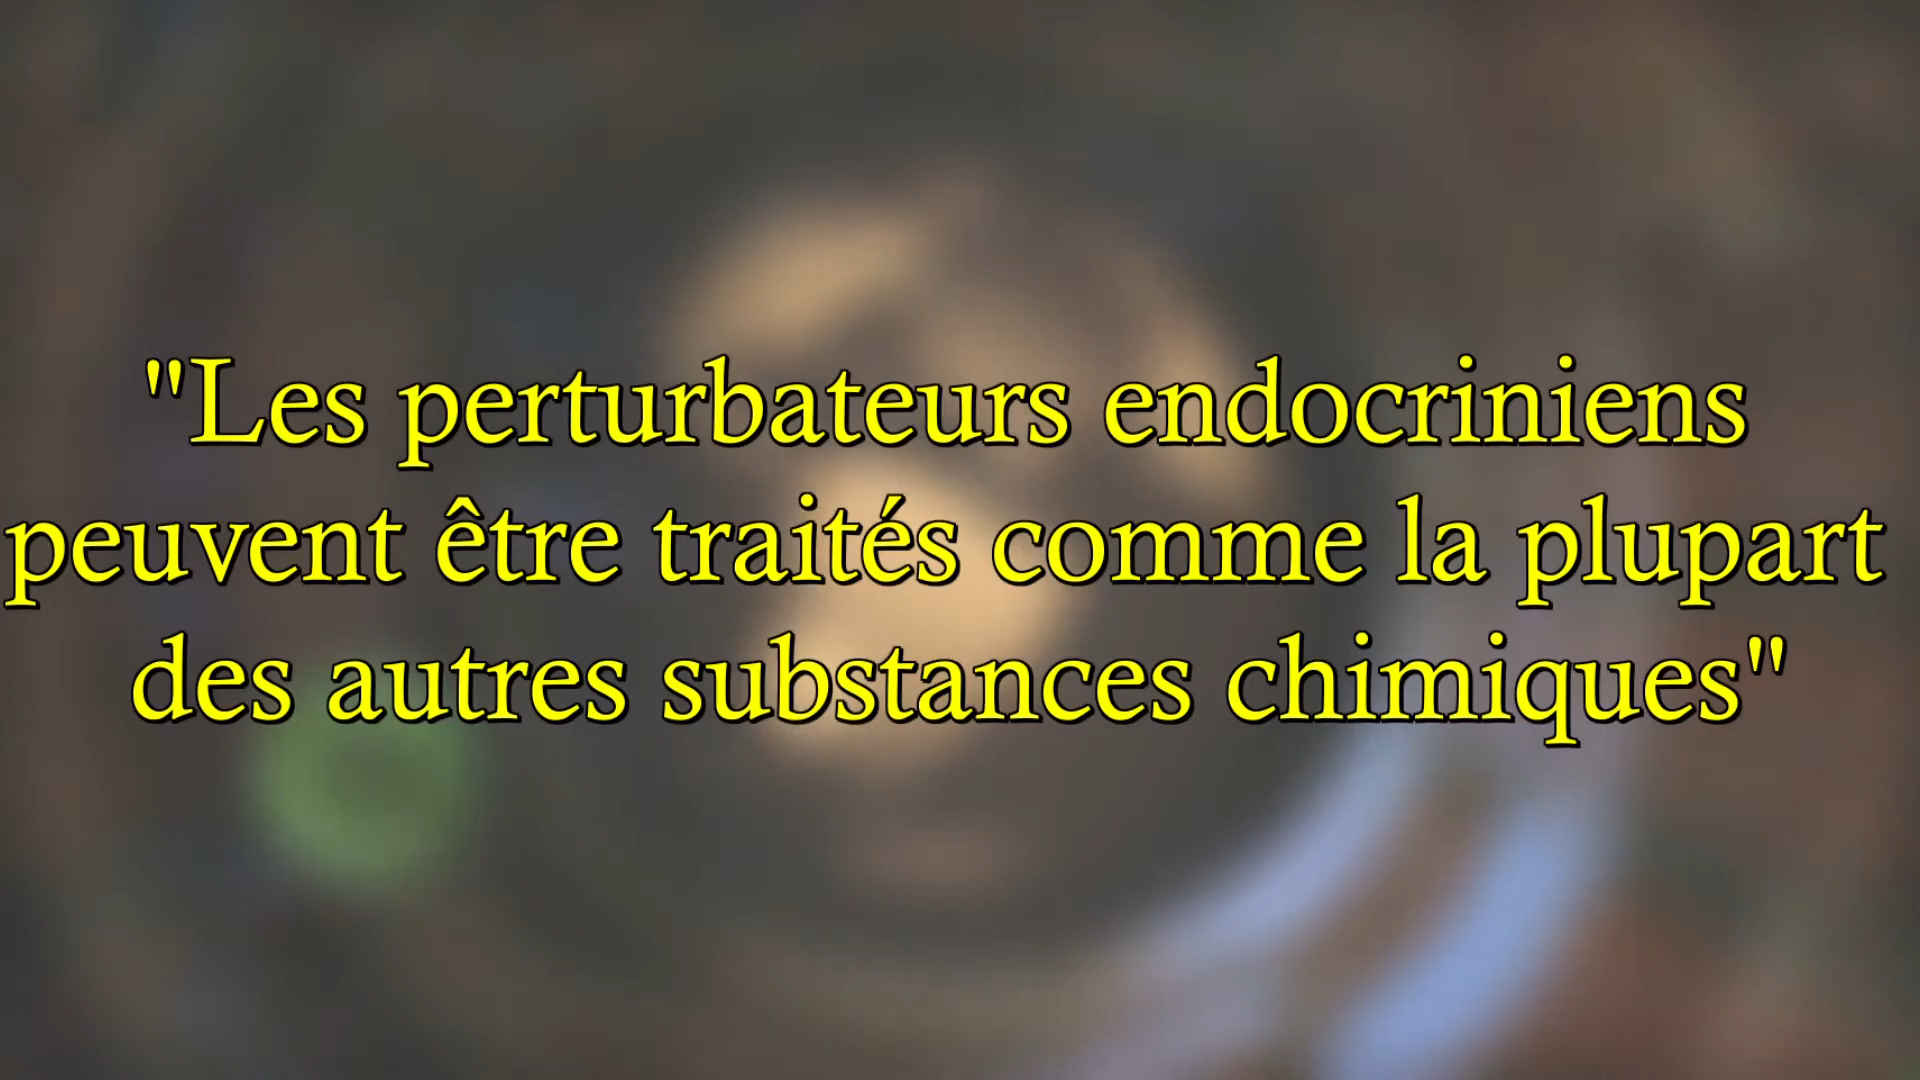 "Les perturbateurs endocriniens
peuvent être traités comme la plupart
des autres substances chimiques"